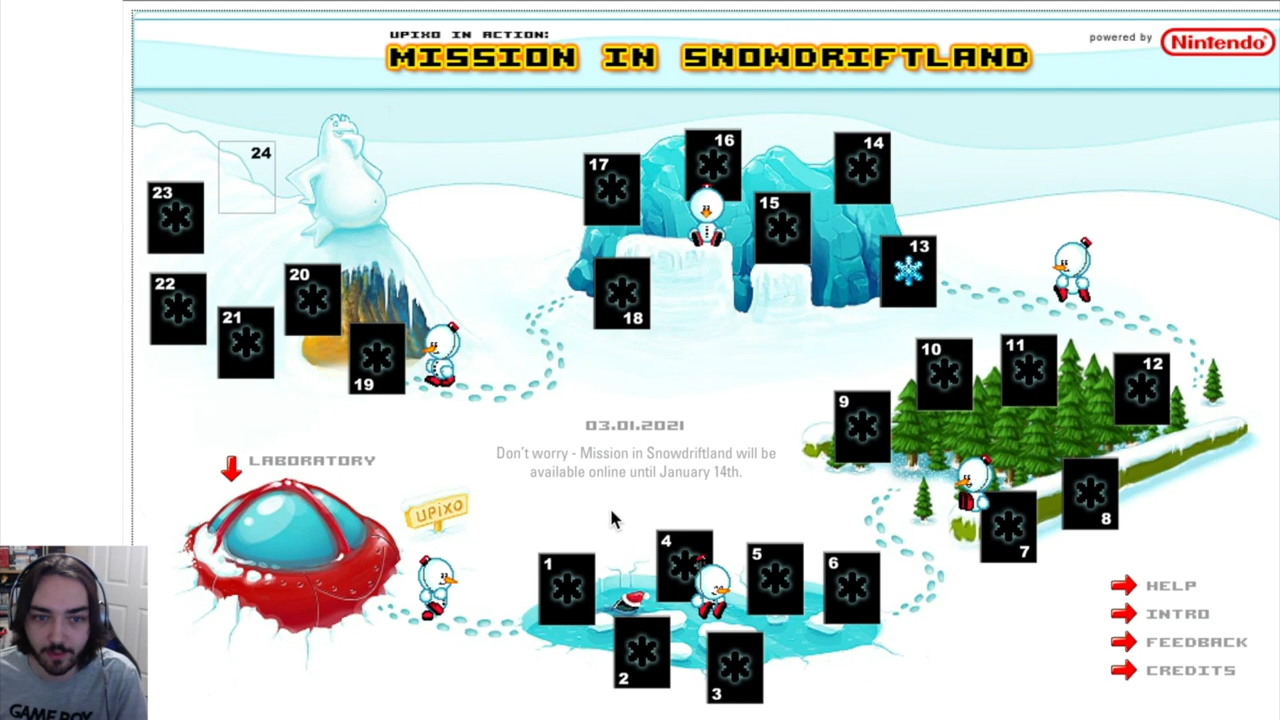 UPIXO IN ACTION:
MISSION IN SNOWDRIFTLAND
powered by Nintendo®
24
23
22
21
20
19
17
16
15
14
13
18
10
11
12
9
8
7
03.01.2021
Don't worry - Mission in Snowdriftland will be
available online until January 14th.
LABORATORY
UPIXO
1
4
5
6
2
3
HELP
INTRO
FEEDBACK
CREDITS
GAME BOY